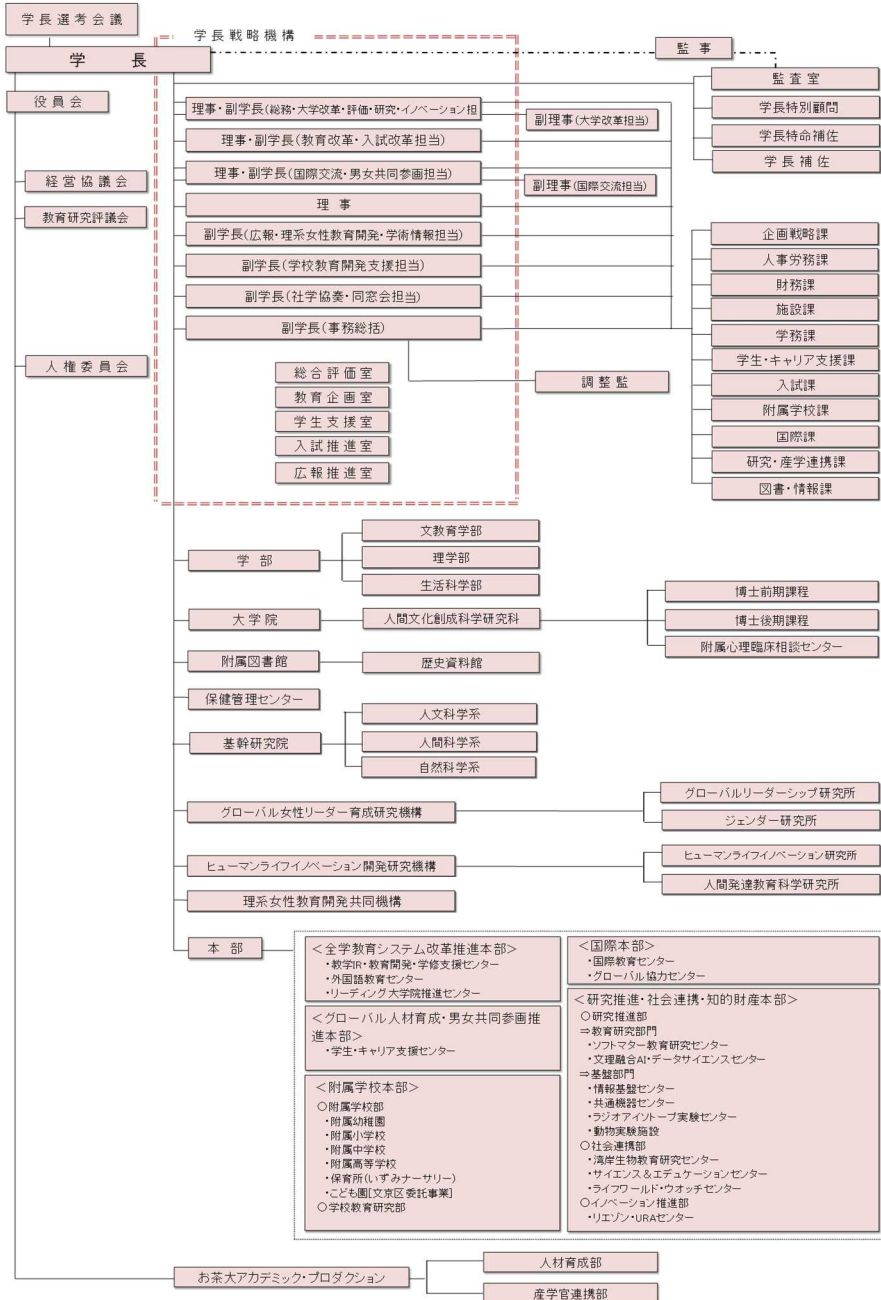 学長選考会議
学長戦略機構
学長
監事
監査室
役員会
理事・副学長(総務・大学改革・評価・研究・イノベーション担
副理事(大学改革担当)
学長特別顧問
理事・副学長(教育改革・入試改革担当)
学長特命補佐
学長補佐
経営協議会
理事・副学長(国際交流・男女共同参画担当)
副理事(国際交流担当)
教育研究評議会
理事
副学長(広報・理系女性教育開発・学術情報担当)
副学長(学校教育開発支援担当)
副学長(社学協奏・同窓会担当)
副学長(事務総括)
企画戦略課
人事労務課
財務課
施設課
学務課
学生・キャリア支援課
入試課
附属学校課
国際課
研究・産学連携課
図書・情報課
人権委員会
総合評価室
教育企画室
学生支援室
入試推進室
広報推進室
調整監
学部
文教育学部
理学部
生活科学部
大学院
人間文化創成科学研究科
博士前期課程
博士後期課程
附属心理臨床相談センター
附属図書館
歴史資料館
保健管理センター
基幹研究院
人文科学系
人間科学系
自然科学系
グローバル女性リーダー育成研究機構
グローバルリーダーシップ研究所
ジェンダー研究所
ヒューマンライフイノベーション開発研究機構
ヒューマンライフイノベーション研究所
人間発達教育科学研究所
理系女性教育開発共同機構
本部
＜全学教育システム改革推進本部＞
・教学IR・教育開発・学修支援センター
・外国語教育センター
・リーディング大学院推進センター
＜グローバル人材育成・男女共同参画推
進本部＞
・学生・キャリア支援センター
＜附属学校本部＞
○附属学校部
・附属幼稚園
・附属小学校
・附属中学校
・附属高等学校
・保育所(いずみナーサリー)
・こども園[文京区委託事業]
○学校教育研究部
＜国際本部＞
・国際教育センター
・グローバル協力センター
＜研究推進・社会連携・知的財産本部＞
○研究推進部
⇒教育研究部門
・ソフトマター教育研究センター
・文理融合AI・データサイエンスセンター
⇒基盤部門
・情報基盤センター
・共通機器センター
・ラジオアイソトープ実験センター
・動物実験施設
○社会連携部
・湾岸生物教育研究センター
・サイエンス＆エデュケーションセンター
・ライフワールド・ウオッチセンター
○イノベーション推進部
・リエゾン・URAセンター
お茶大アカデミック・プロダクション
人材育成部
産学官連携部